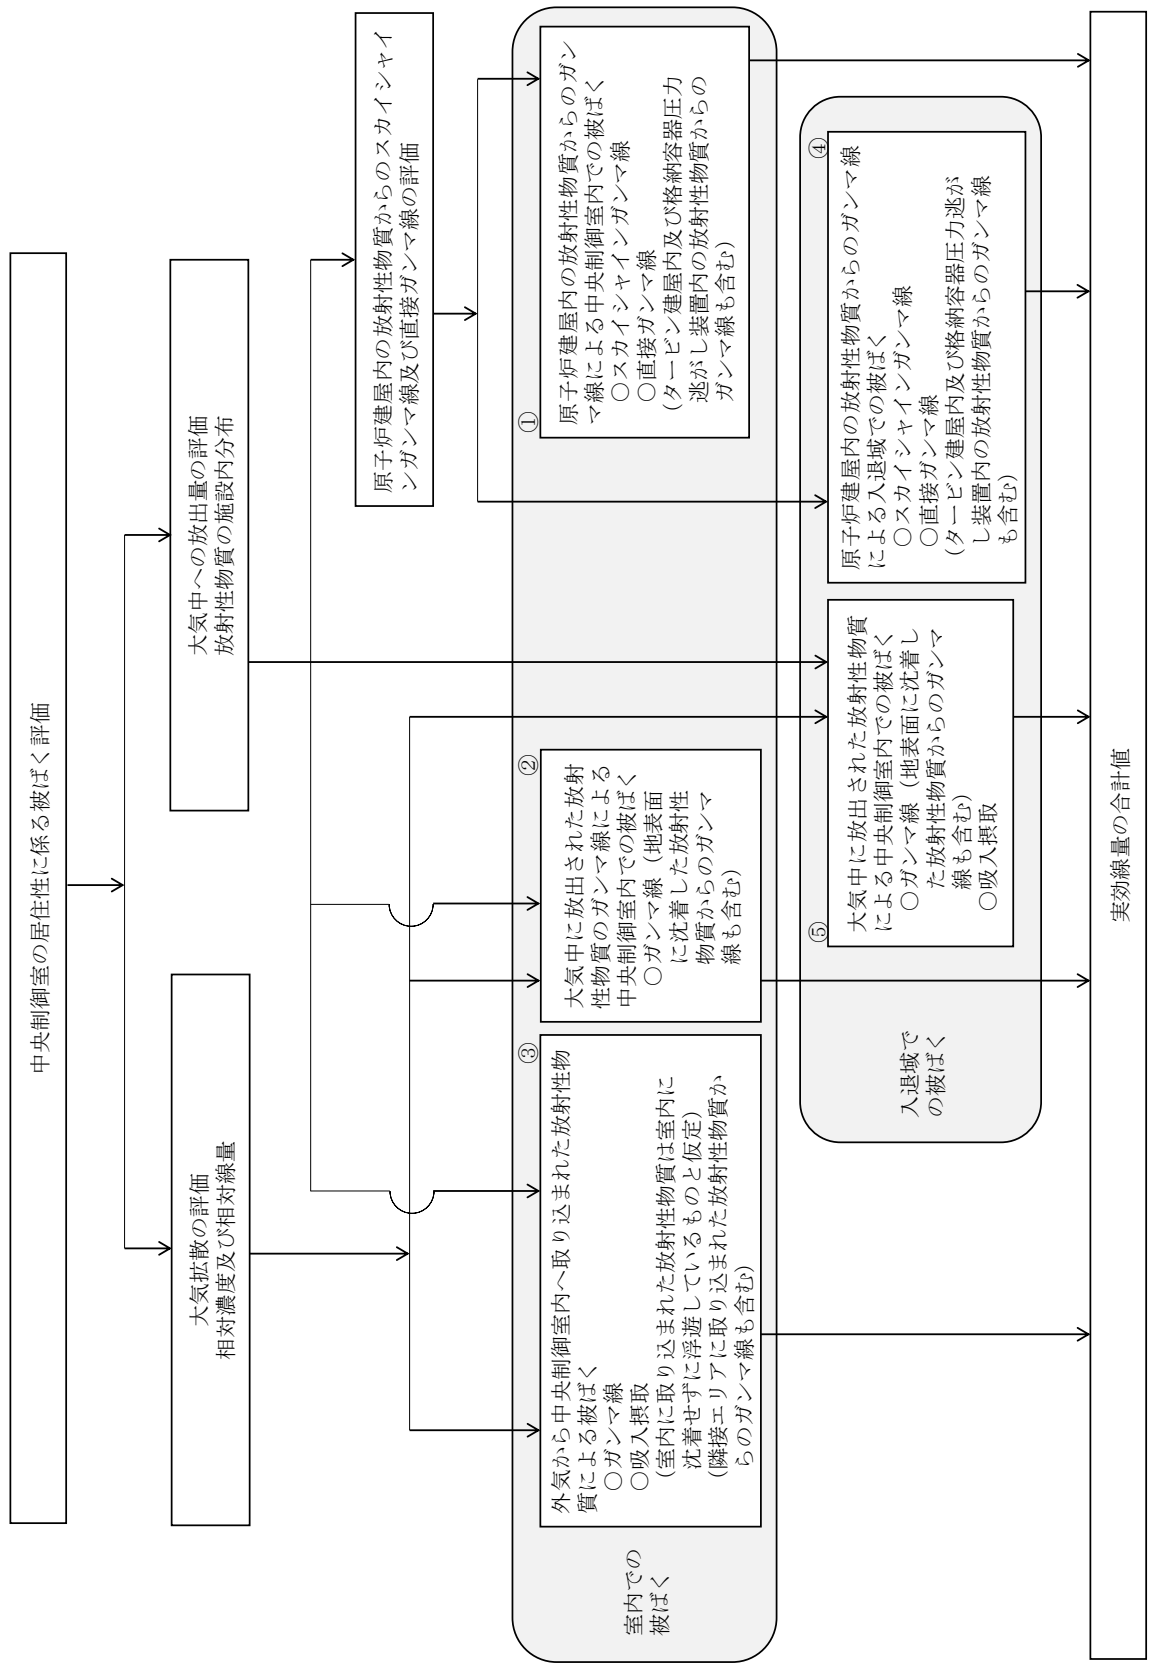 中央制御室の居住性に係る被ばく評価
大気拡散の評価
相対濃度及び相対線量
大気中への放出量の評価
放射性物質の施設内分布
原子炉建屋内の放射性物質からのスカイシャイ
ンガンマ線及び直接ガンマ線の評価
室内での
被ばく
③
外気から中央制御室内へ取り込まれた放射性物
質による被ばく
○ガンマ線
○吸入摂取
(室内に取り込まれた放射性物質は室内に
沈着せずに浮遊しているものと仮定)
(隣接エリアに取り込まれた放射性物質か
らのガンマ線も含む)
②
大気中に放出された放射
性物質のガンマ線による
中央制御室内での被ばく
○ガンマ線（地表面
に沈着した放射性
物質からのガンマ
線も含む)
①
原子炉建屋内の放射性物質からのガン
マ線による中央制御室内での被ばく
○スカイシャインガンマ線
○直接ガンマ線
(タービン建屋内及び格納容器圧力
逃がし装置内の放射性物質からの
ガンマ線も含む)
入退域で
の被ばく
⑤
大気中に放出された放射性物質
による中央制御室内での被ばく
○ガンマ線（地表面に沈着し
た放射性物質からのガンマ
線も含む)
○吸入摂取
④
原子炉建屋内の放射性物質からのガンマ線
による入退域での被ばく
○スカイシャインガンマ線
○直接ガンマ線
(タービン建屋内及び格納容器圧力逃が
し装置内の放射性物質からのガンマ線
も含む)
実効線量の合計値